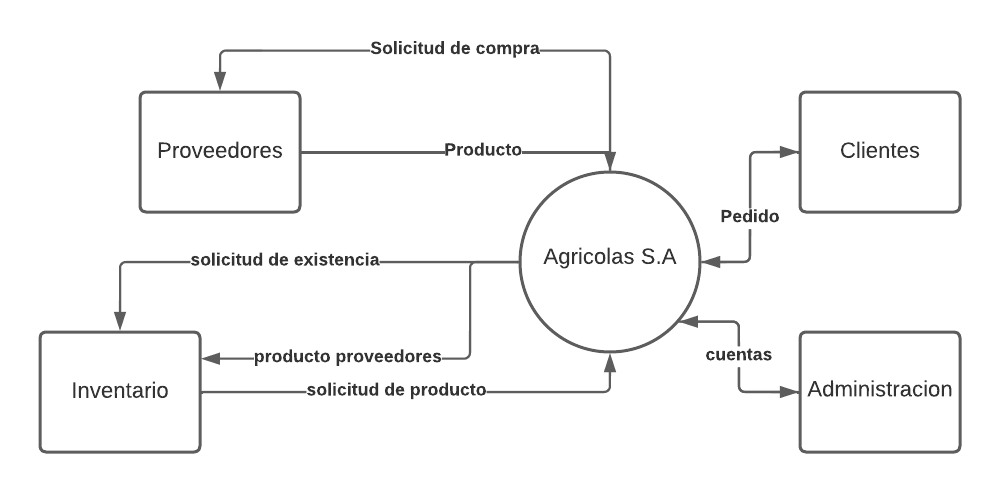 Solicitud de compra
Proveedores
Producto
Clientes
Pedido
solicitud de existencia
Agricolas S.A
producto proveedores
cuentas
Inventario
solicitud de producto
Administracion